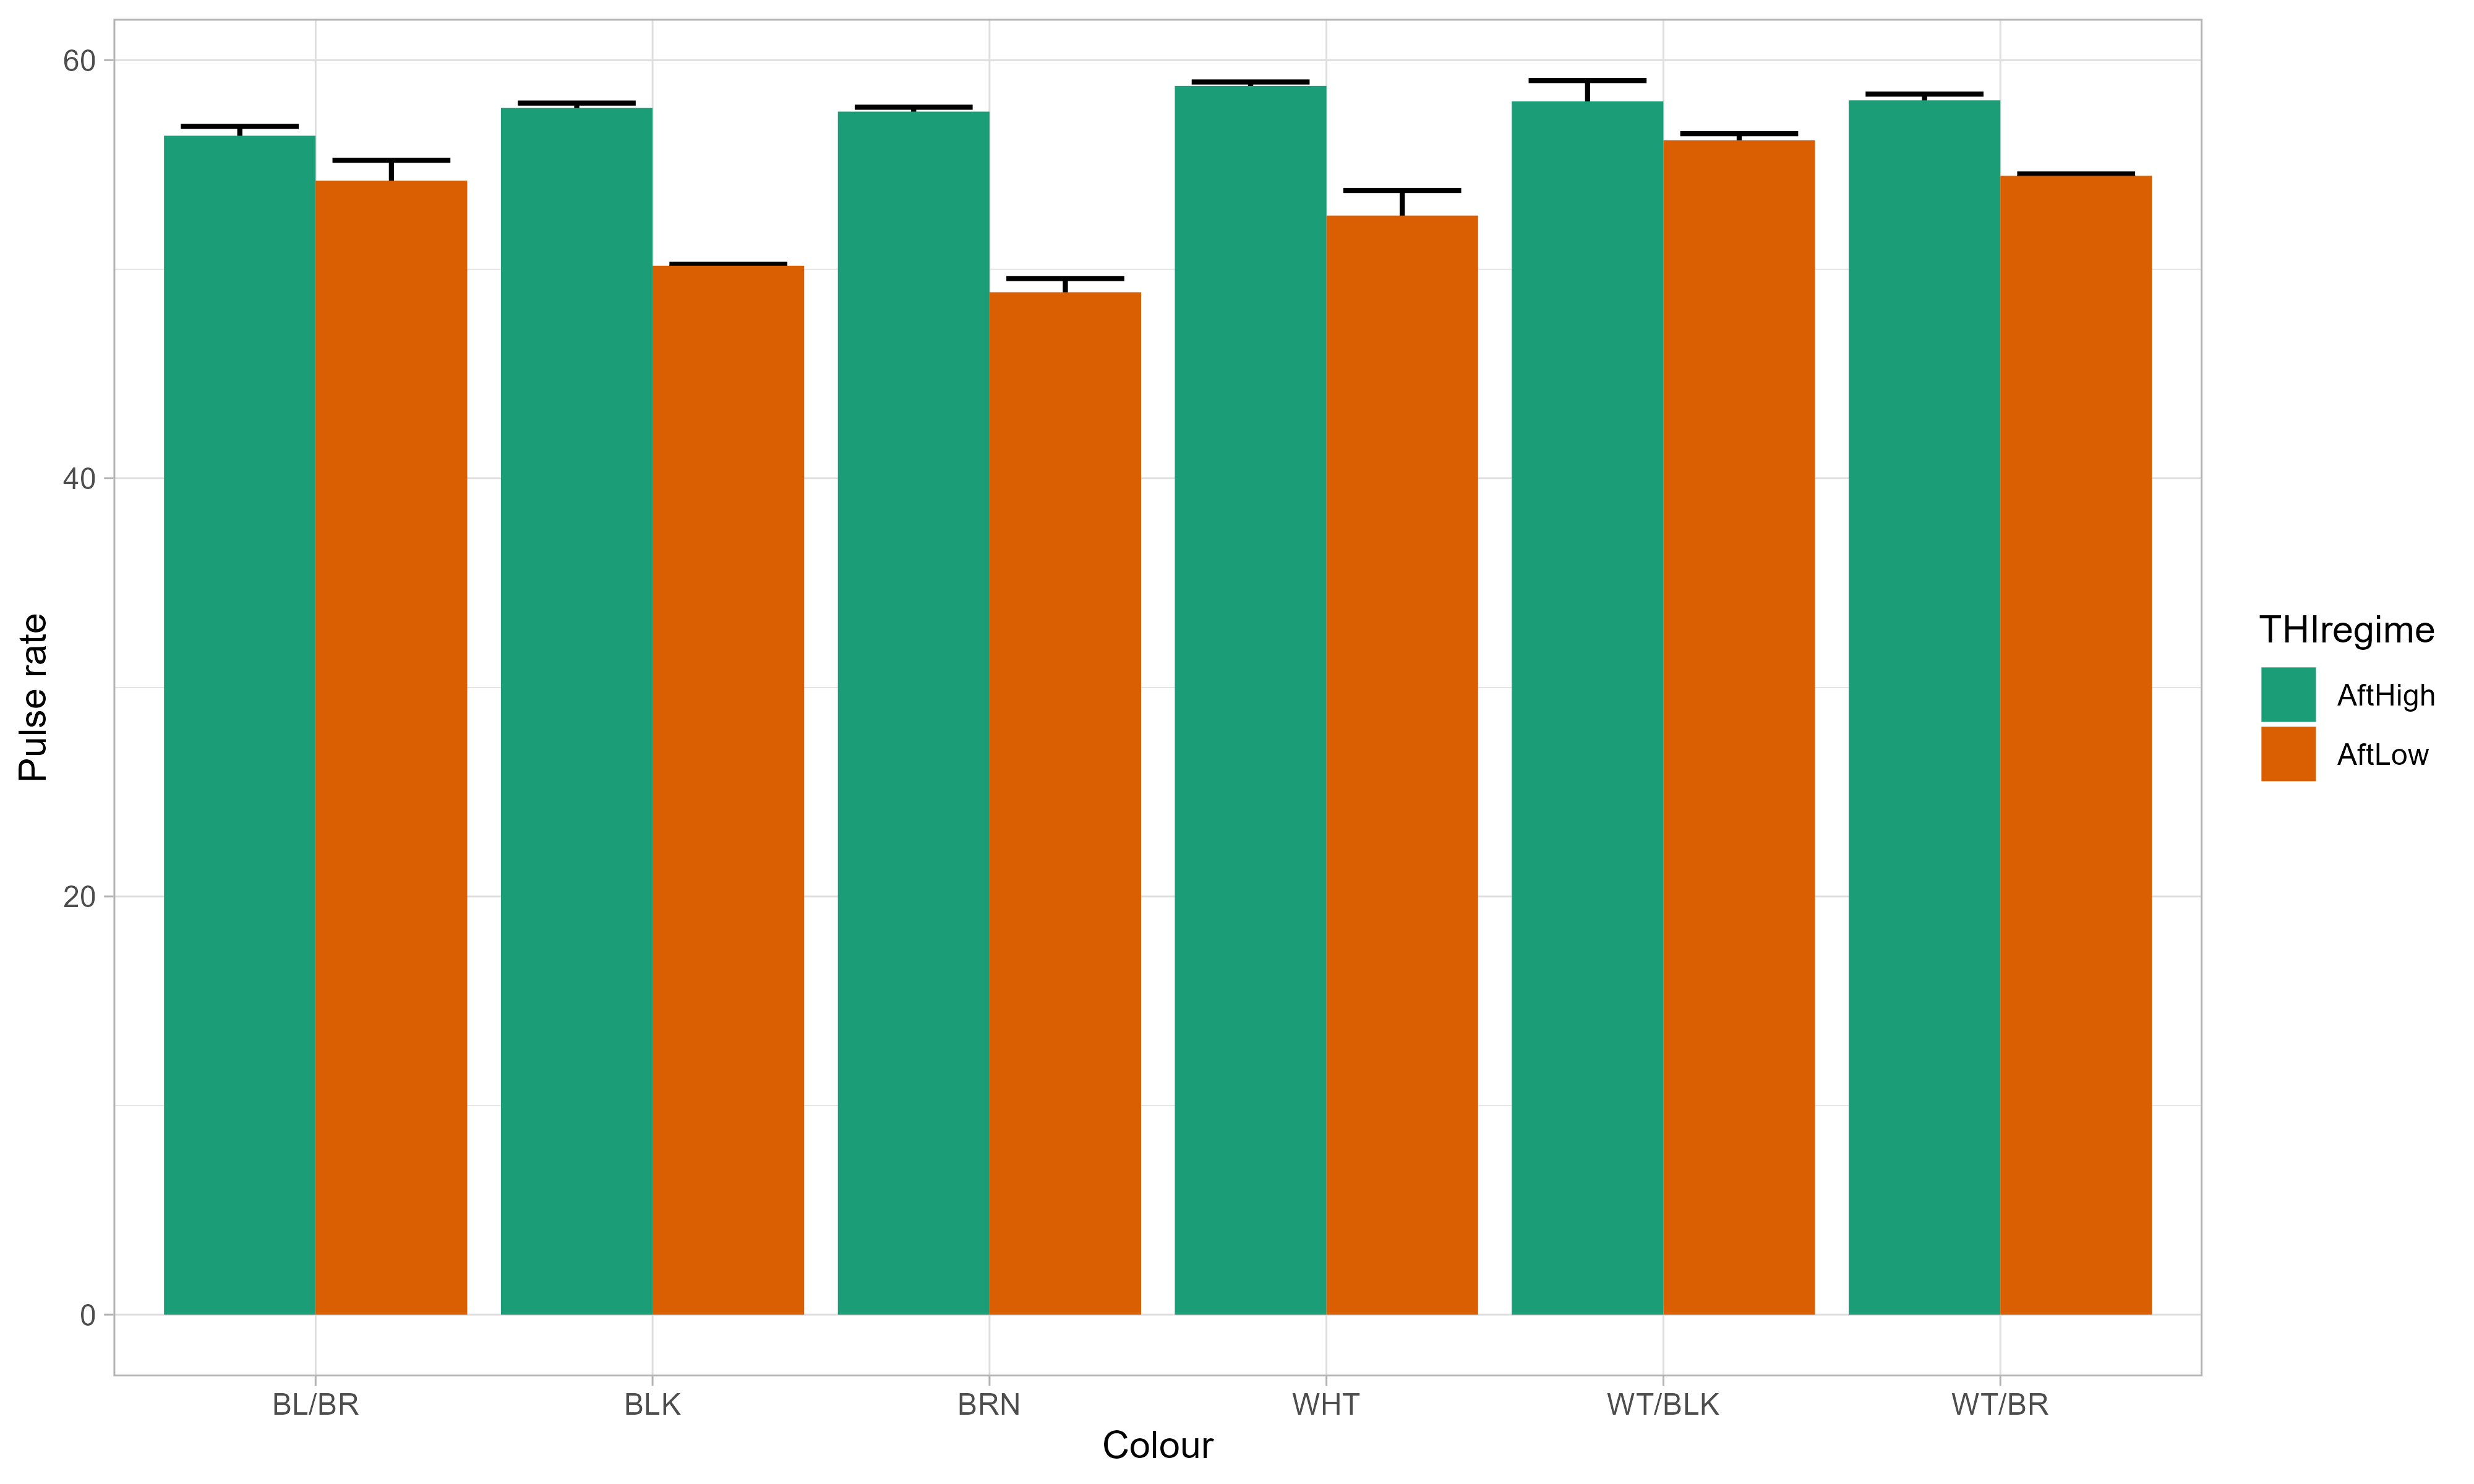 60
40
20
0
Pulse rate
BL/BR BLK BRN WHT WT/BLK WT/BR
Colour
THIregime
AftHigh
AftLow